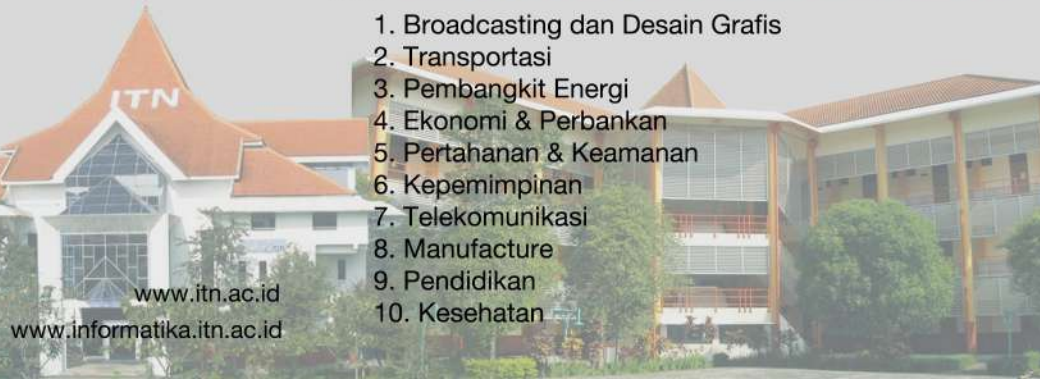 ITN
1. Broadcasting dan Desain Grafis
2. Transportasi
3. Pembangkit Energi
4. Ekonomi & Perbankan
5. Pertahanan & Keamanan
6. Kepemimpinan
7. Telekomunikasi
8. Manufacture
9. Pendidikan
10. Kesehatan
www.itn.ac.id
www.informatika.itn.ac.id